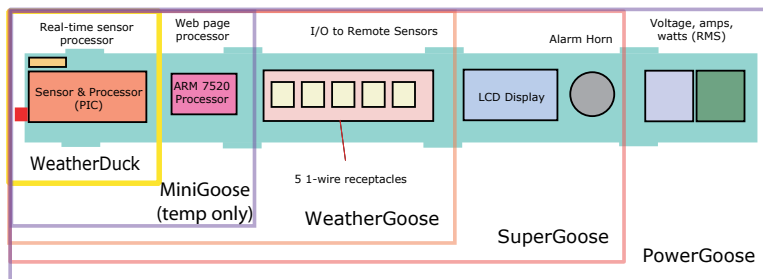 Real-time sensor
processor
Web page
processor
I/O to Remote Sensors
Alarm Horn
Voltage, amps,
watts (RMS)
Sensor & Processor
(PIC)
ARM 7520
Processor
LCD Display
5 1-wire receptacles
WeatherDuck
MiniGoose
(temp only)
WeatherGoose
SuperGoose
PowerGoose